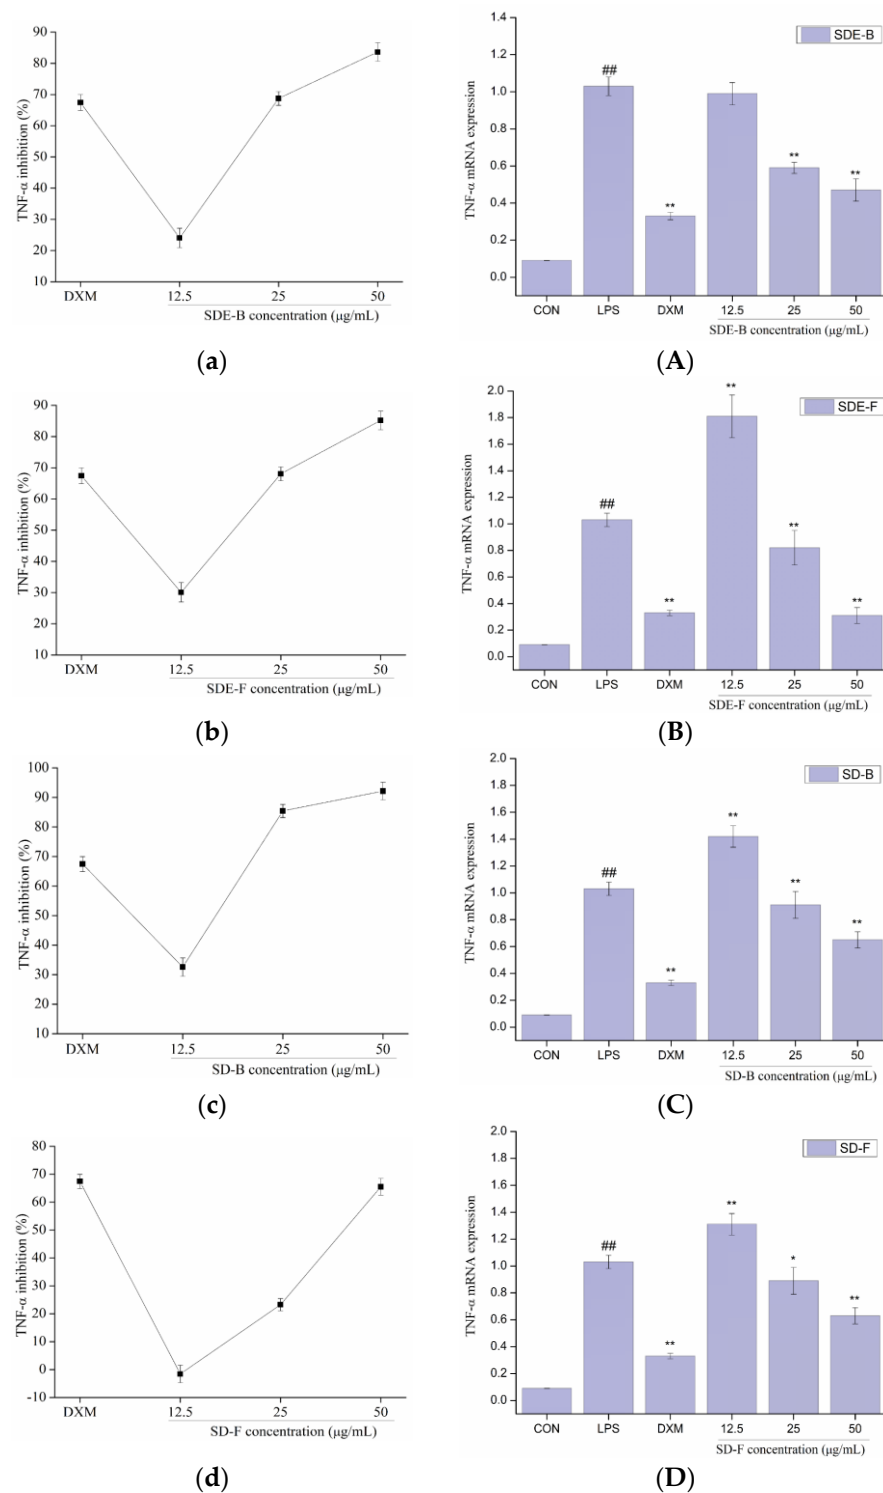 TNF-α inhibition (%)
90
80
70
60
50
40
30
20
10
DXM 12.5 25 50
SDE-B concentration (μg/mL)
(a)
TNF-α mRNA expression
1.4
1.2
1.0
0.8
0.6
0.4
0.2
0.0
SDE-B
##
**
**
**
CON LPS DXM 12.5 25 50
SDE-B concentration (μg/mL)
(A)
TNF-α inhibition (%)
90
80
70
60
50
40
30
20
10
DXM 12.5 25 50
SDE-F concentration (μg/mL)
(b)
TNF-α mRNA expression
2.0
1.8
1.6
1.4
1.2
1.0
0.8
0.6
0.4
0.2
0.0
SDE-F
##
**
**
**
**
CON LPS DXM 12.5 25 50
SDE-F concentration (μg/mL)
(B)
TNF-α inhibition (%)
100
90
80
70
60
50
40
30
20
10
DXM 12.5 25 50
SD-B concentration (μg/mL)
(c)
TNF-α mRNA expression
2.0
1.8
1.6
1.4
1.2
1.0
0.8
0.6
0.4
0.2
0.0
SD-B
##
**
**
**
**
CON LPS DXM 12.5 25 50
SD-B concentration (μg/mL)
(C)
TNF-α inhibition (%)
80
70
60
50
40
30
20
10
0
-10
DXM 12.5 25 50
SD-F concentration (μg/mL)
(d)
TNF-α mRNA expression
2.0
1.8
1.6
1.4
1.2
1.0
0.8
0.6
0.4
0.2
0.0
SD-F
##
**
**
*
**
CON LPS DXM 12.5 25 50
SD-F concentration (μg/mL)
(D)